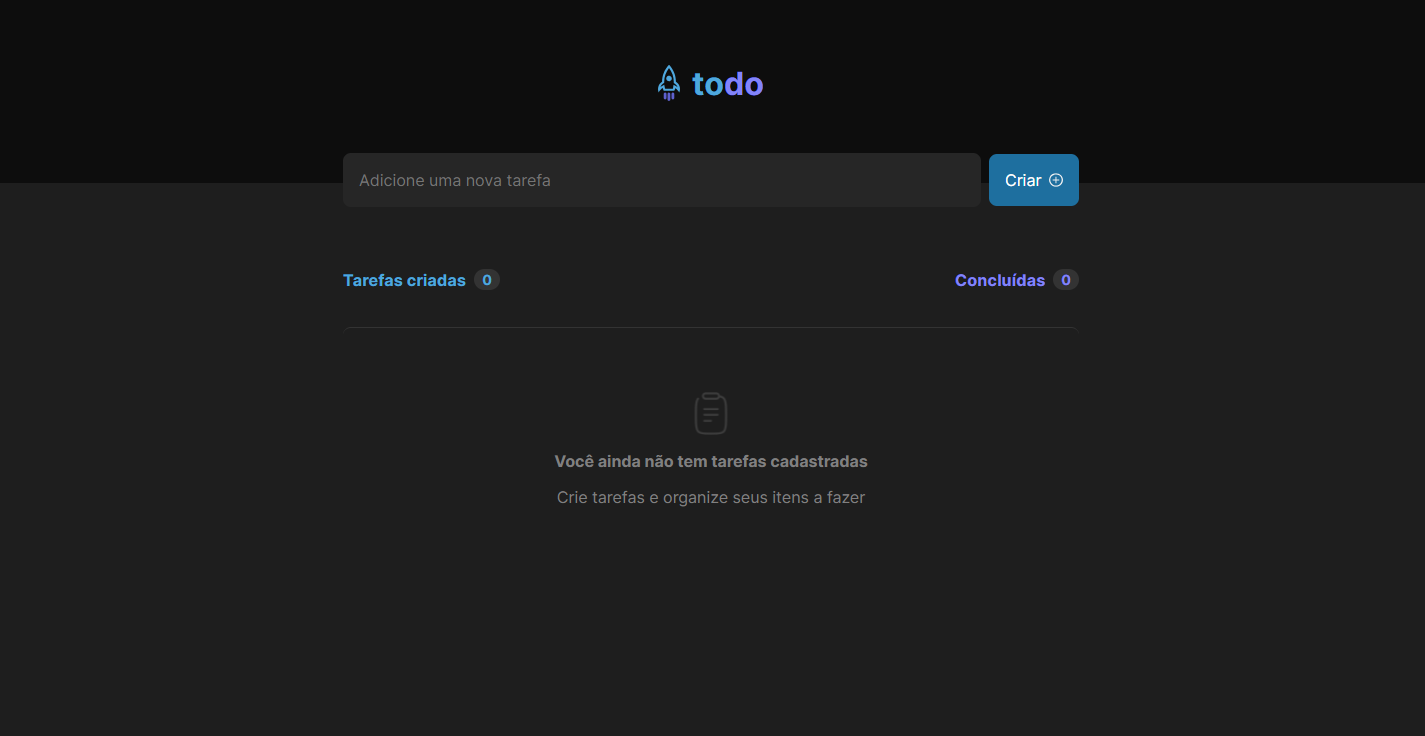 todo
Adicione uma nova tarefa
Criar
Tarefas criadas 0
Concluídas 0
Você ainda não tem tarefas cadastradas
Crie tarefas e organize seus itens a fazer